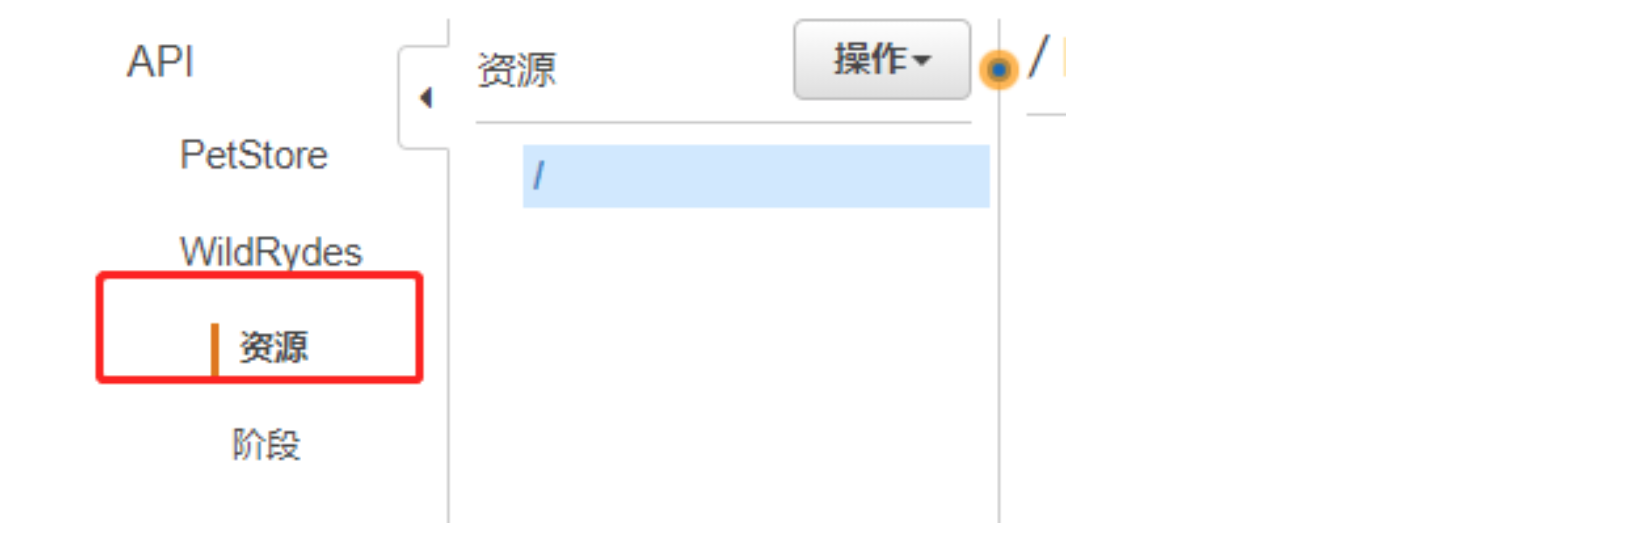 API
PetStore
WildRydes
资源
阶段
资源
操作
/
/